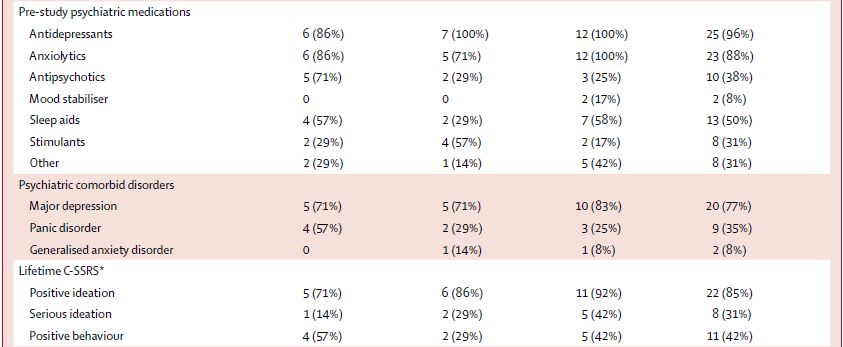 Pre-study psychiatric medications
Antidepressants 6 (86%) 7 (100%) 12 (100%) 25 (96%)
Anxiolytics 6 (86%) 5 (71%) 12 (100%) 23 (88%)
Antipsychotics 5 (71%) 2 (29%) 3 (25%) 10 (38%)
Mood stabiliser 0 0 2 (17%) 2 (8%)
Sleep aids 4 (57%) 2 (29%) 7 (58%) 13 (50%)
Stimulants 2 (29%) 4 (57%) 2 (17%) 8 (31%)
Other 2 (29%) 1 (14%) 5 (42%) 8 (31%)
Psychiatric comorbid disorders
Major depression 5 (71%) 5 (71%) 10 (83%) 20 (77%)
Panic disorder 4 (57%) 2 (29%) 3 (25%) 9 (35%)
Generalised anxiety disorder 0 1 (14%) 1 (8%) 2 (8%)
Lifetime C-SSRS*
Positive ideation 5 (71%) 6 (86%) 11 (92%) 22 (85%)
Serious ideation 1 (14%) 2 (29%) 5 (42%) 8 (31%)
Positive behaviour 4 (57%) 2 (29%) 5 (42%) 11 (42%)